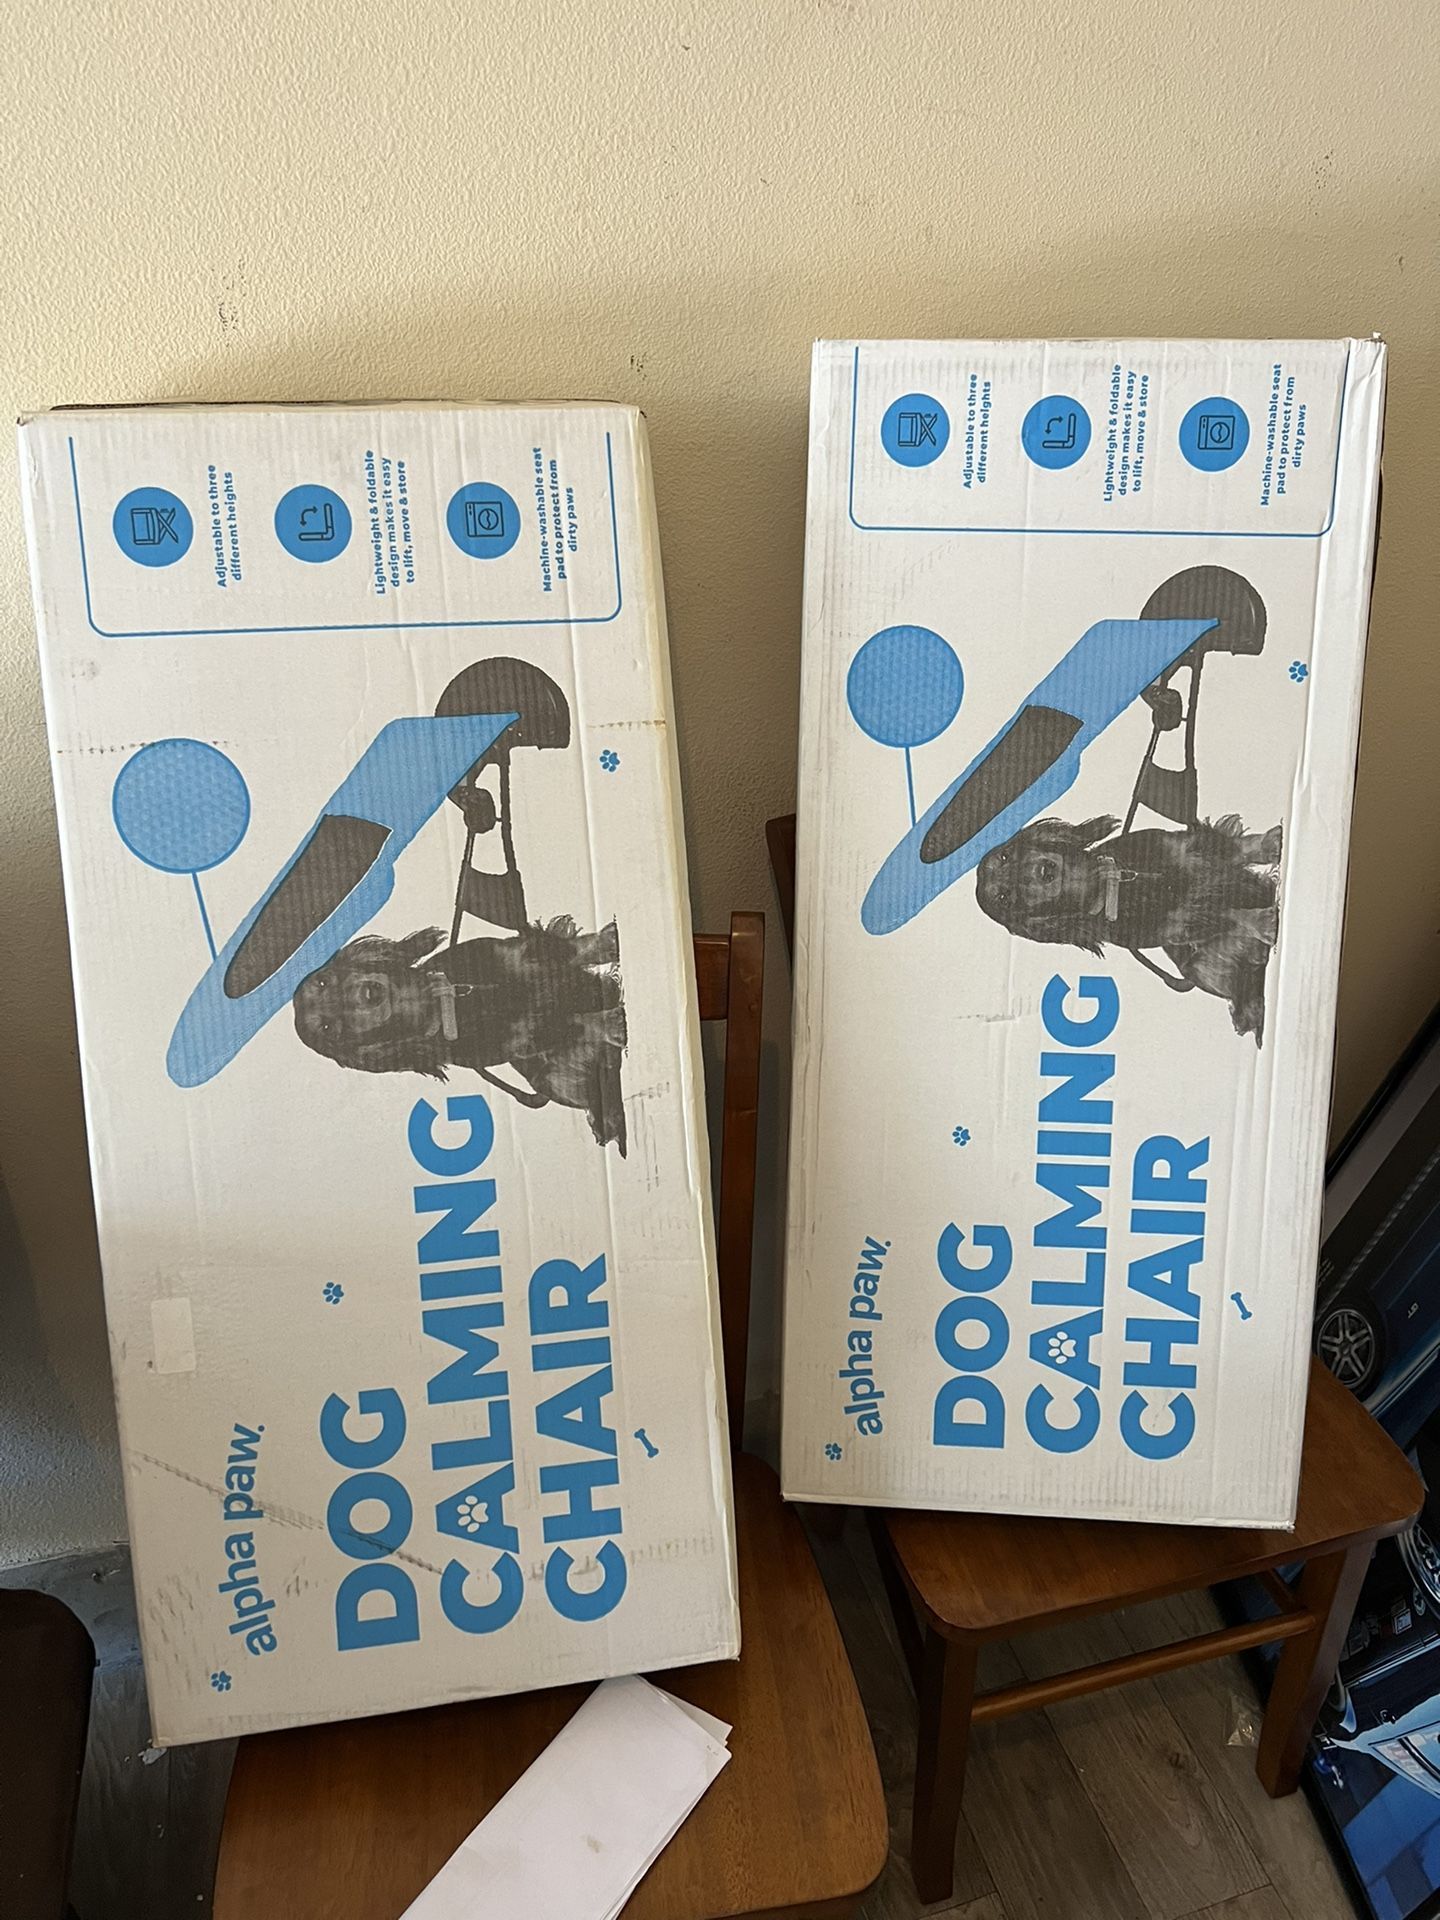 alpha paw.
DOG
CALMING
CHAIR
Adjustable to three
different heights
Lightweight & foldable
design makes it easy
to lift, move & store
Machine-washable seat
pad to protect from
dirty paws
alpha paw.
DOG
CALMING
CHAIR
Adjustable to three
different heights
Lightweight & foldable
design makes it easy
to lift, move & store
Machine-washable seat
pad to protect from
dirty paws
GT